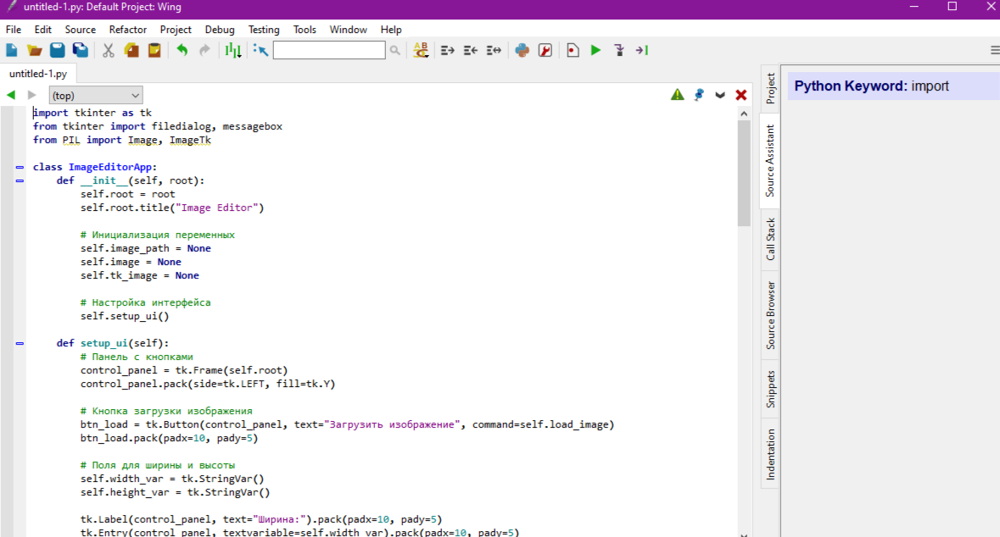 untitled-1.py: Default Project: Wing
File Edit Source Refactor Project Debug Testing Tools Window Help
untitled-1.py
(top)
import tkinter as tk
from tkinter import filedialog, messagebox
from PIL import Image, ImageTk
class ImageEditorApp:
def __init__(self, root):
self.root = root
self.root.title("Image Editor")
# Инициализация переменных
self.image_path = None
self.image = None
self.tk_image = None
# Настройка интерфейса
self.setup_ui()
def setup_ui(self):
# Панель с кнопками
control_panel = tk.Frame(self.root)
control_panel.pack(side=tk.LEFT, fill=tk.Y)
# Кнопка загрузки изображения
btn_load = tk.Button(control_panel, text="Загрузить изображение", command=self.load_image)
btn_load.pack(padx=10, pady=5)
# Поля для ширины и высоты
self.width_var = tk.StringVar()
self.height_var = tk.StringVar()
tk.Label(control_panel, text="Ширина:").pack(padx=10, pady=5)
tk.Entry(control_panel, textvariable=self.width_var).pack(padx=10, pady=5)
Project
Source Assistant
Call Stack
Source Browser
Snippets
Indentation
Python Keyword: import